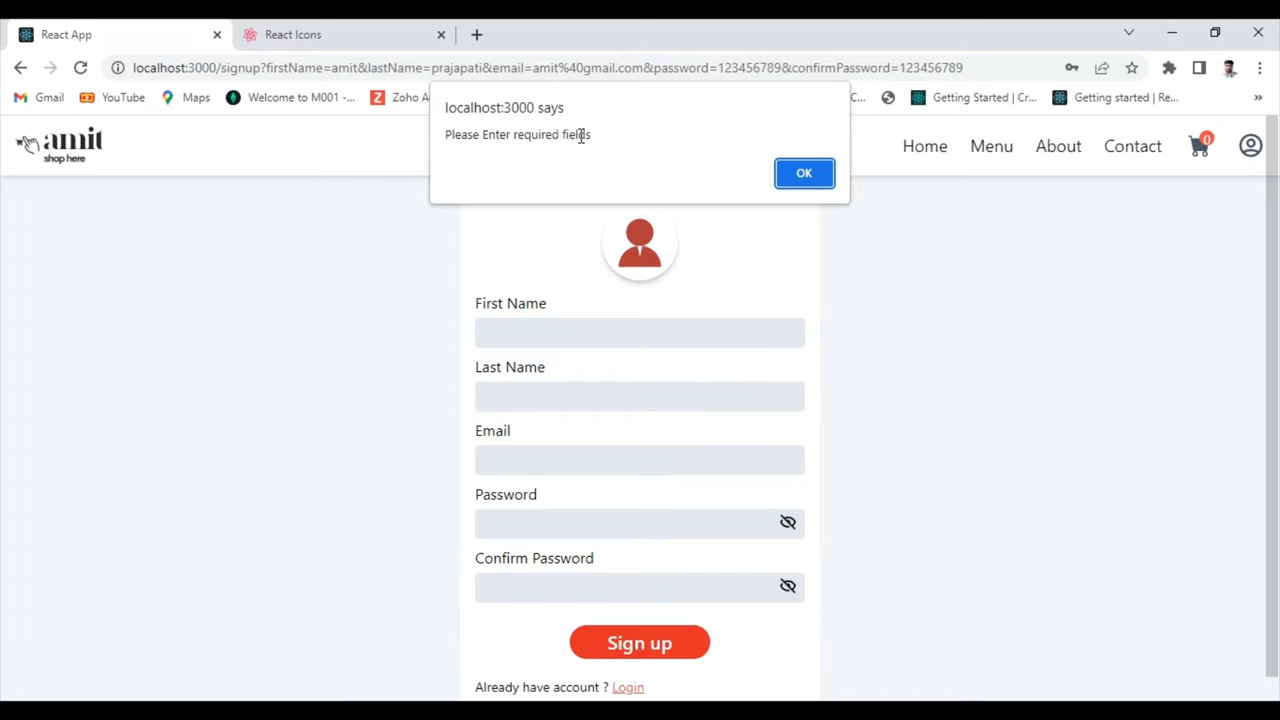 React App
React Icons
localhost:3000/signup?firstName=amit&lastName=prajapati&email=amit%40gmail.com&password=123456789&confirmPassword=123456789
Gmail YouTube Maps Welcome to M001 -... Zoho C... Getting Started | Cr... Getting started | Re... »
localhost:3000 says
Please Enter required fields
OK
amit
shop here
Home Menu About Contact 0
First Name
Last Name
Email
Password
Confirm Password
Sign up
Already have account ? Login